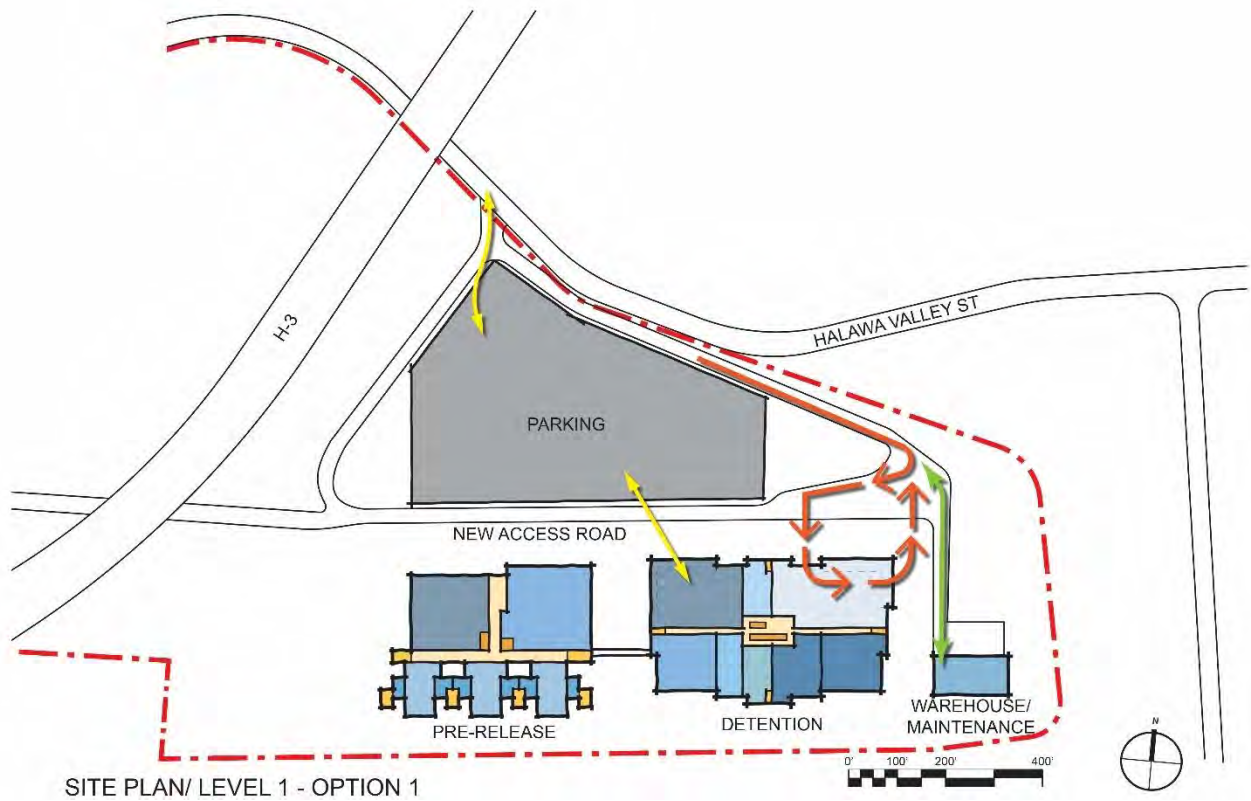 H-3
HALAWA VALLEY ST
PARKING
NEW ACCESS ROAD
PRE-RELEASE
DETENTION
WAREHOUSE/
MAINTENANCE
N
0' 100' 200' 400'
SITE PLAN/ LEVEL 1 - OPTION 1